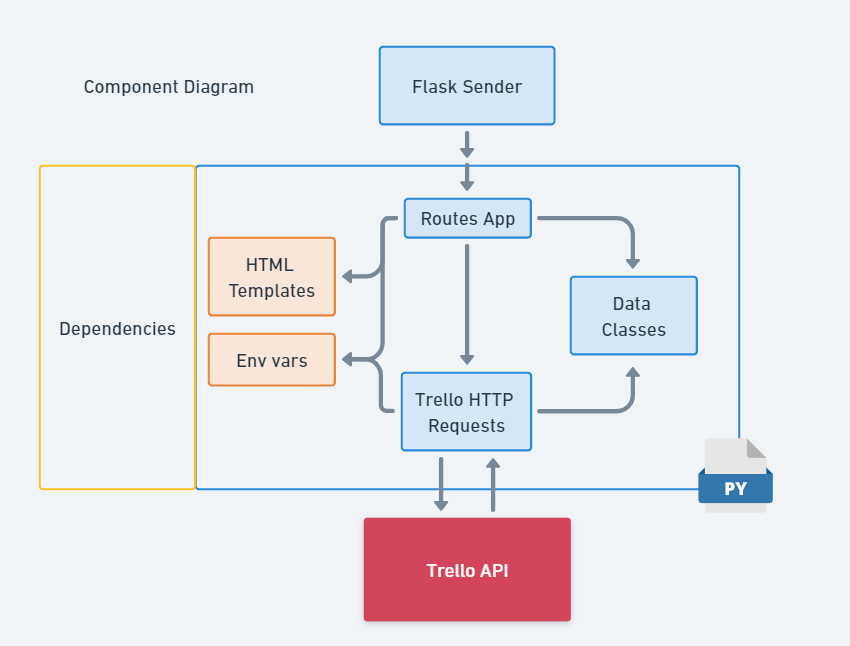 Component Diagram
Flask Sender
Routes App
HTML
Templates
Data
Classes
Dependencies
Env vars
Trello HTTP
Requests
PY
Trello API